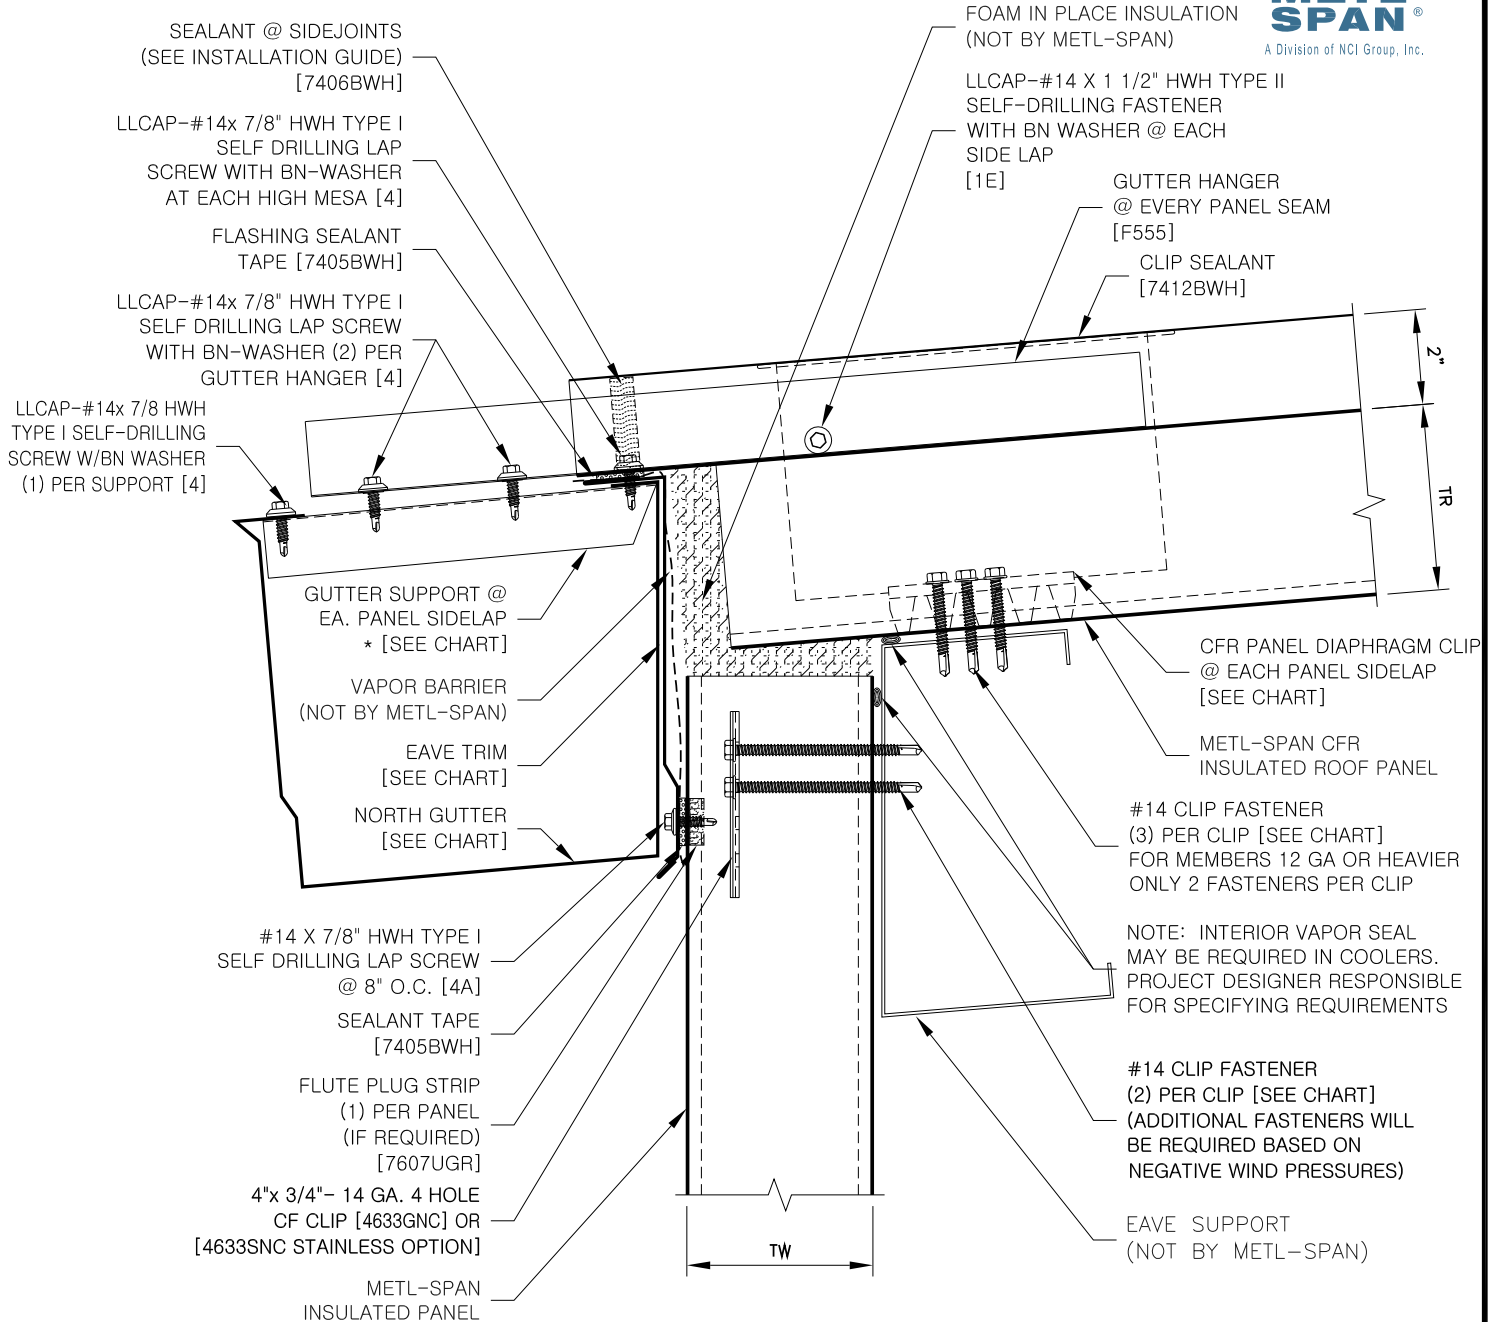 SEALANT @ SIDEJOINTS
(SEE INSTALLATION GUIDE)
[7406BWH]
LLCAP-#14x 7/8" HWH TYPE I
SELF DRILLING LAP
SCREW WITH BN-WASHER
AT EACH HIGH MESA [4]
FLASHING SEALANT
TAPE [7405BWH]
LLCAP-#14x 7/8" HWH TYPE I
SELF DRILLING LAP SCREW
WITH BN-WASHER (2) PER
GUTTER HANGER [4]
LLCAP-#14x 7/8 HWH
TYPE I SELF-DRILLING
SCREW W/BN WASHER
(1) PER SUPPORT [4]
GUTTER SUPPORT @
EA. PANEL SIDELAP
* [SEE CHART]
VAPOR BARRIER
(NOT BY METL-SPAN)
EAVE TRIM
[SEE CHART]
NORTH GUTTER
[SEE CHART]
#14 X 7/8" HWH TYPE I
SELF DRILLING LAP SCREW
@ 8" O.C. [4A]
SEALANT TAPE
[7405BWH]
FLUTE PLUG STRIP
(1) PER PANEL
(IF REQUIRED)
[7607UGR]
4"x 3/4"- 14 GA. 4 HOLE
CF CLIP [4633GNC] OR
[4633SNC STAINLESS OPTION]
METL-SPAN
INSULATED PANEL
TW
FOAM IN PLACE INSULATION
(NOT BY METL-SPAN)
METL
SPAN®
A Division of NCI Group, Inc.
LLCAP-#14 X 1 1/2" HWH TYPE II
SELF-DRILLING FASTENER
WITH BN WASHER @ EACH
SIDE LAP
[1E]
GUTTER HANGER
@ EVERY PANEL SEAM
[F555]
CLIP SEALANT
[7412BWH]
2"
TR
CFR PANEL DIAPHRAGM CLIP
@ EACH PANEL SIDELAP
[SEE CHART]
METL-SPAN CFR
INSULATED ROOF PANEL
#14 CLIP FASTENER
(3) PER CLIP [SEE CHART]
FOR MEMBERS 12 GA OR HEAVIER
ONLY 2 FASTENERS PER CLIP
NOTE: INTERIOR VAPOR SEAL
MAY BE REQUIRED IN COOLERS.
PROJECT DESIGNER RESPONSIBLE
FOR SPECIFYING REQUIREMENTS
#14 CLIP FASTENER
(2) PER CLIP [SEE CHART]
(ADDITIONAL FASTENERS WILL
BE REQUIRED BASED ON
NEGATIVE WIND PRESSURES)
EAVE SUPPORT
(NOT BY METL-SPAN)